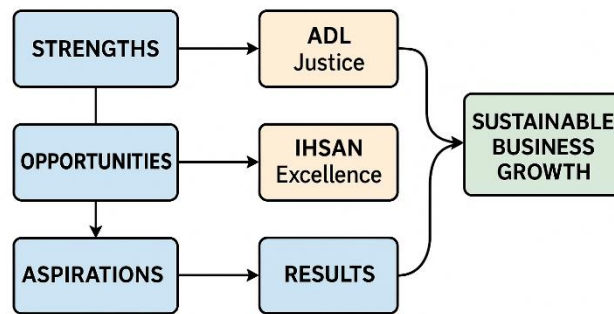 STRENGTHS
ADL
Justice
OPPORTUNITIES
IHSAN
Excellence
SUSTAINABLE
BUSINESS
GROWTH
ASPIRATIONS
RESULTS